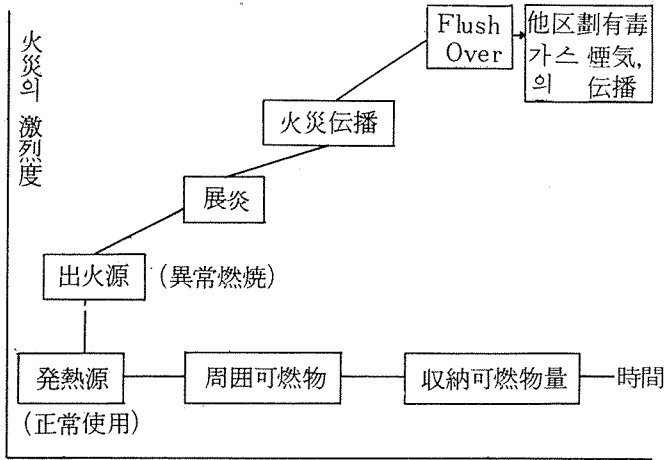 火災의 激烈度
Flush
Over
他区劃有毒
가스 煙気,
의 伝播
火災伝播
展炎
出火源
(異常燃焼)
発熱源
周囲可燃物
収納可燃物量
時間
(正常使用)